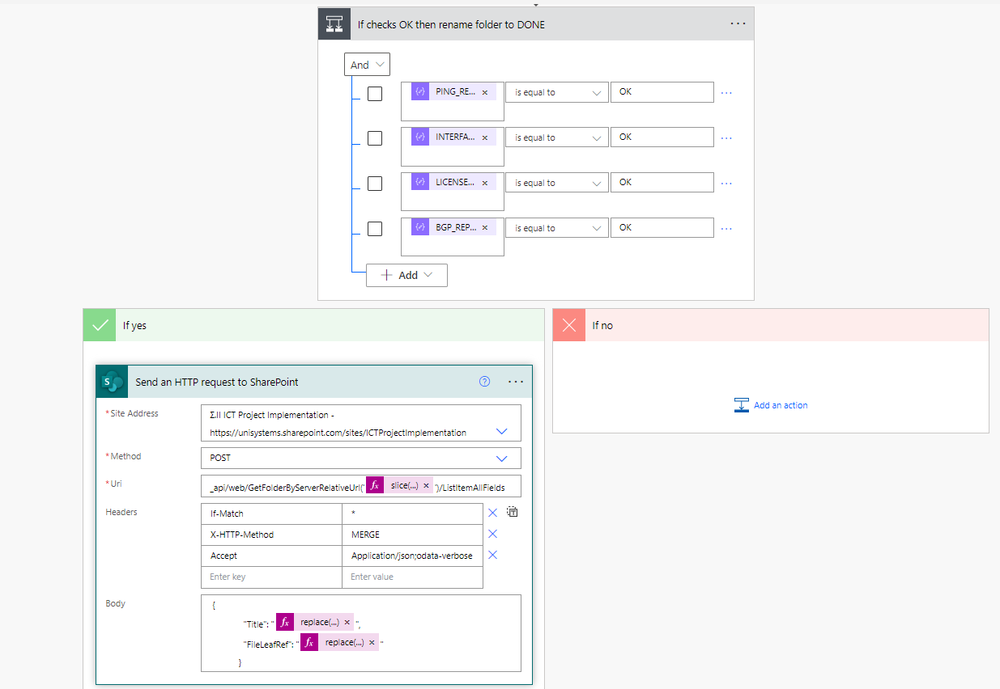 If checks OK then rename folder to DONE
And
PING_RE... is equal to OK
INTERFA... is equal to OK
LICENSE... is equal to OK
BGP_REP... is equal to OK
Add
If yes
If no
Send an HTTP request to SharePoint
Add an action
* Site Address
Σ.ΙΙ ICT Project Implementation -
https://unisystems.sharepoint.com/sites/ICTProjectImplementation
* Method POST
* Uri _api/web/GetFolderByServerRelativeUrl(' fx slice(...) ')/ListItemAllFields
Headers If-Match *
X-HTTP-Method MERGE
Accept Application/json;odata-verbose
Enter key Enter value
Body {
"Title": " fx replace(...) ",
"FileLeafRef": " fx replace(...) "
}